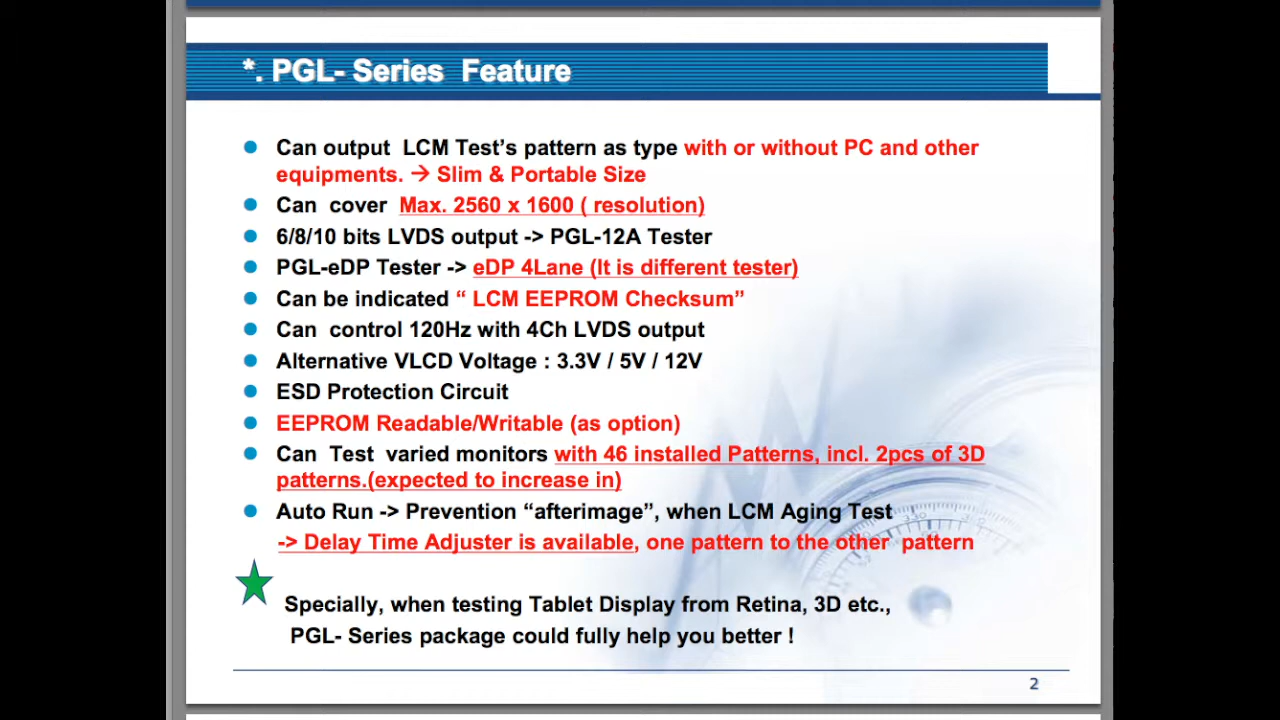 *. PGL- Series Feature
Can output LCM Test's pattern as type with or without PC and other
equipments. → Slim & Portable Size
Can cover Max. 2560 x 1600 ( resolution)
6/8/10 bits LVDS output -> PGL-12A Tester
PGL-eDP Tester -> eDP 4Lane (It is different tester)
Can be indicated “ LCM EEPROM Checksum”
Can control 120Hz with 4Ch LVDS output
Alternative VLCD Voltage : 3.3V / 5V / 12V
ESD Protection Circuit
EEPROM Readable/Writable (as option)
Can Test varied monitors with 46 installed Patterns, incl. 2pcs of 3D
patterns.(expected to increase in)
Auto Run -> Prevention “afterimage”, when LCM Aging Test
-> Delay Time Adjuster is available, one pattern to the other pattern
Specially, when testing Tablet Display from Retina, 3D etc.,
PGL- Series package could fully help you better !
2